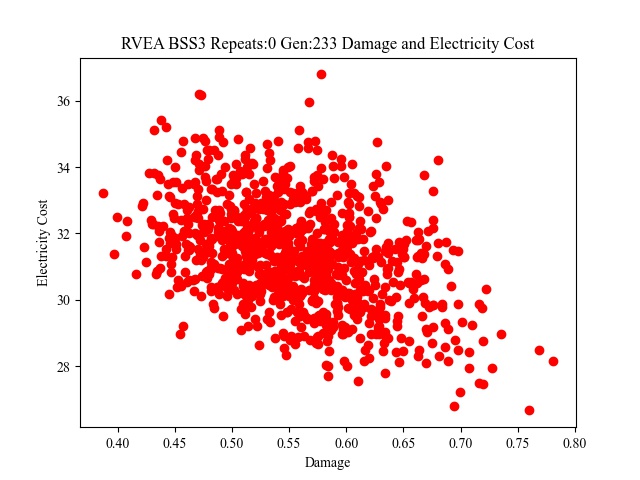 RVEA BSS3 Repeats:0 Gen:233 Damage and Electricity Cost
Electricity Cost
36
34
32
30
28
0.40 0.45 0.50 0.55 0.60 0.65 0.70 0.75 0.80
Damage